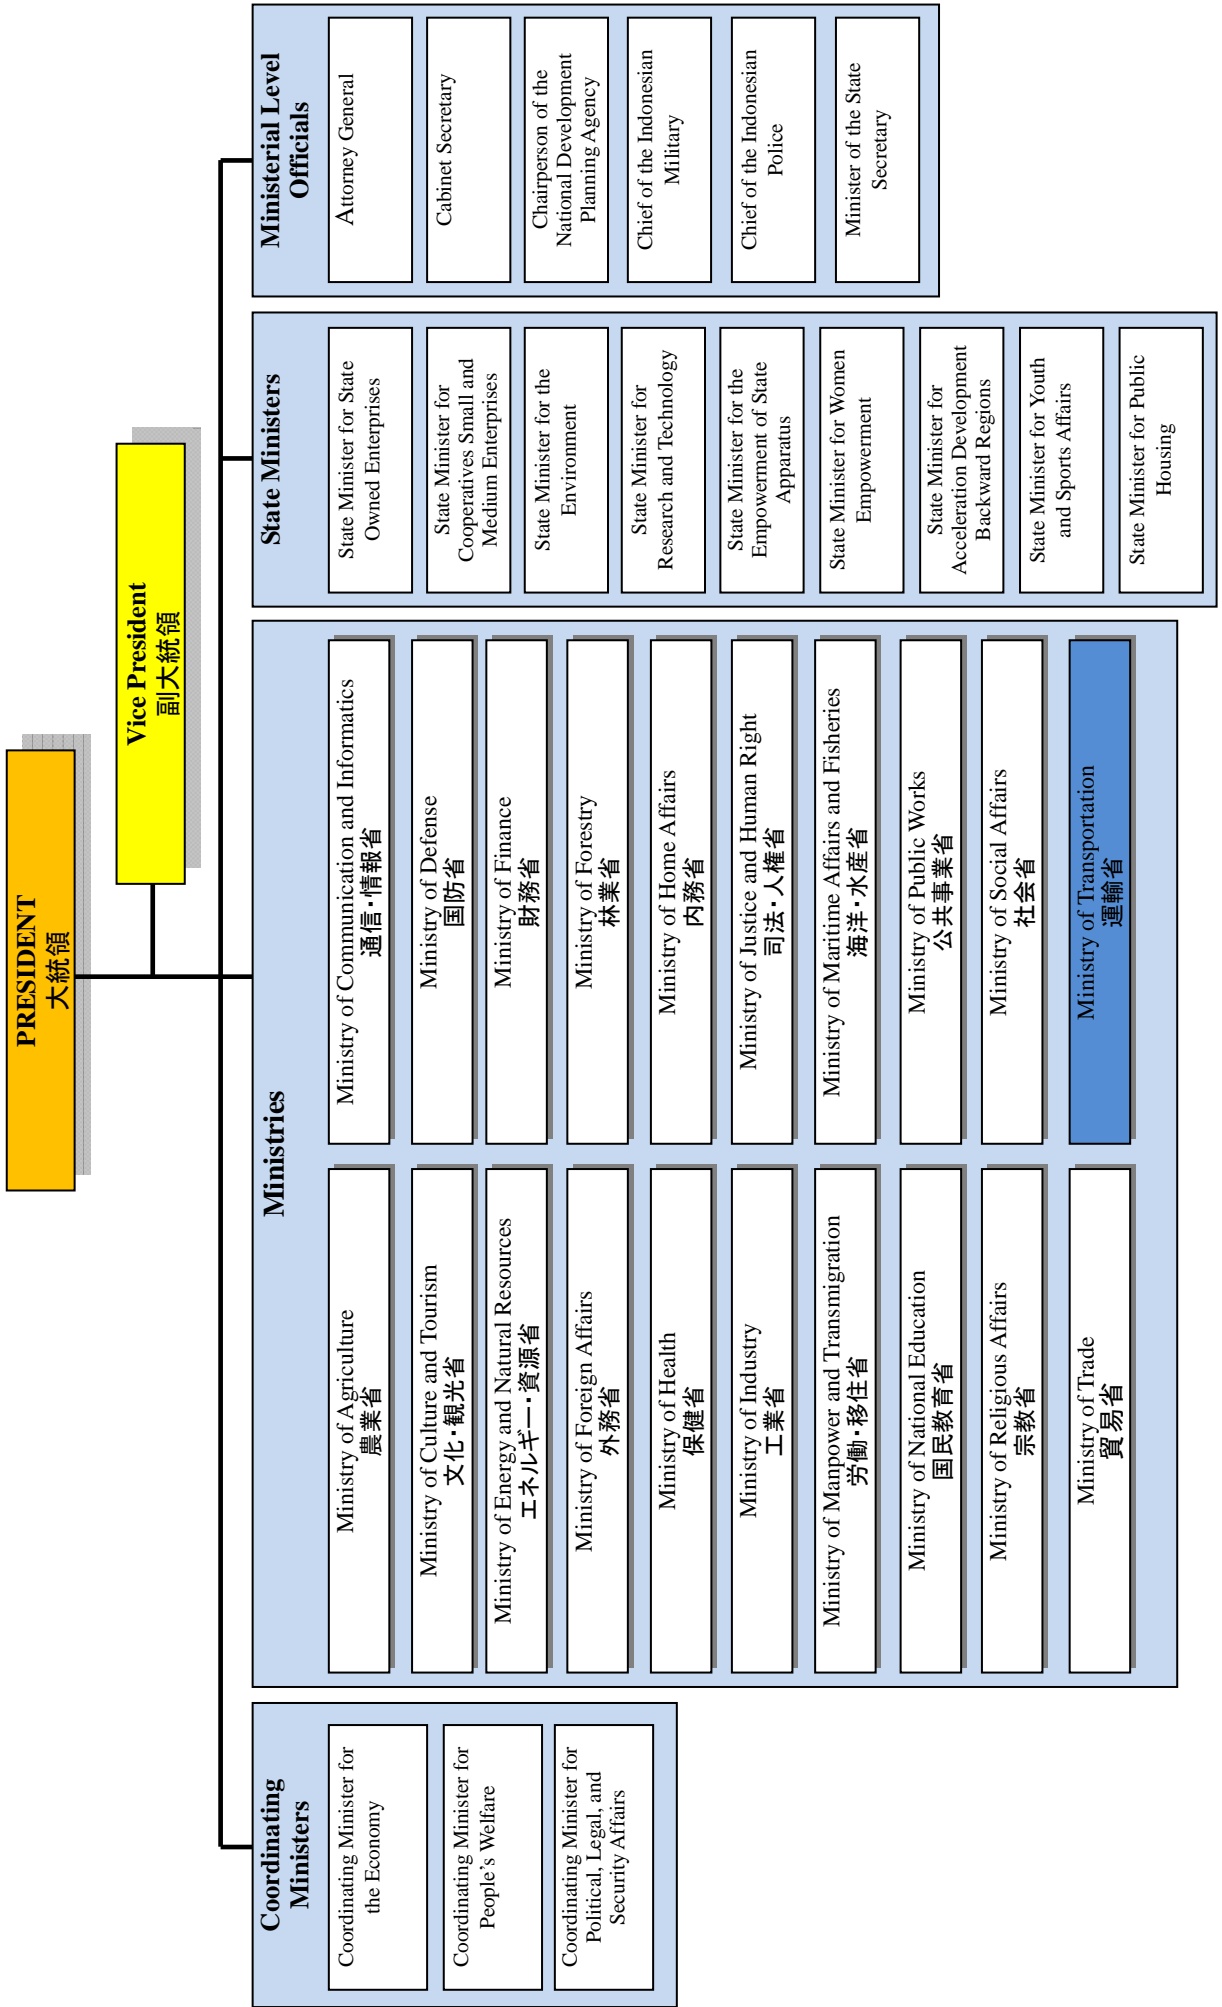 PRESIDENT
大統領
Vice President
副大統領
Coordinating
Ministers
Coordinating Minister for
the Economy
Coordinating Minister for
People's Welfare
Coordinating Minister for
Political, Legal, and
Security Affairs
Ministries
Ministry of Agriculture
農業省
Ministry of Culture and Tourism
文化・観光省
Ministry of Energy and Natural Resources
エネルギー・資源省
Ministry of Foreign Affairs
外務省
Ministry of Health
保健省
Ministry of Industry
工業省
Ministry of Manpower and Transmigration
労働・移住省
Ministry of National Education
国民教育省
Ministry of Religious Affairs
宗教省
Ministry of Trade
貿易省
Ministry of Communication and Informatics
通信・情報省
Ministry of Defense
国防省
Ministry of Finance
財務省
Ministry of Forestry
林業省
Ministry of Home Affairs
内務省
Ministry of Justice and Human Right
司法・人権省
Ministry of Maritime Affairs and Fisheries
海洋・水産省
Ministry of Public Works
公共事業省
Ministry of Social Affairs
社会省
Ministry of Transportation
運輸省
State Ministers
State Minister for State
Owned Enterprises
State Minister for
Cooperatives Small and
Medium Enterprises
State Minister for the
Environment
State Minister for
Research and Technology
State Minister for the
Empowerment of State
Apparatus
State Minister for Women
Empowerment
State Minister for
Acceleration Development
Backward Regions
State Minister for Youth
and Sports Affairs
State Minister for Public
Housing
Ministerial Level
Officials
Attorney General
Cabinet Secretary
Chairperson of the
National Development
Planning Agency
Chief of the Indonesian
Military
Chief of the Indonesian
Police
Minister of the State
Secretary